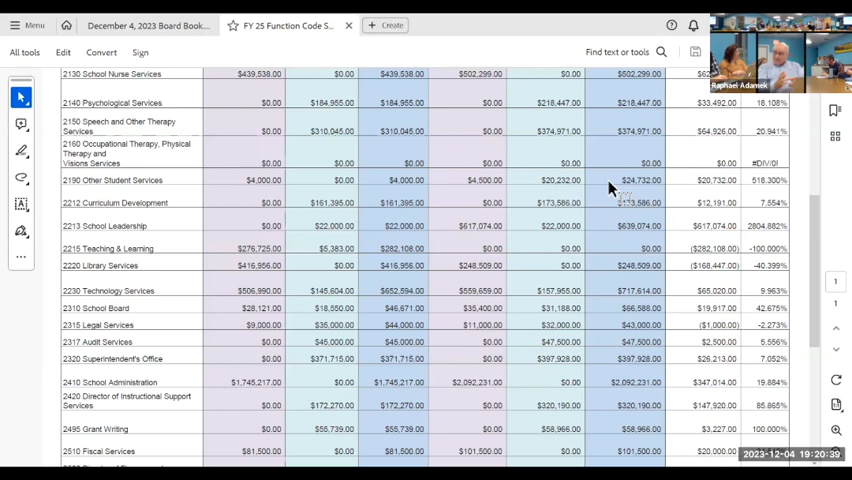 Menu
December 4, 2023 Board Book....
FY 25 Function Code S...
+ Create
All tools Edit Convert Sign
Find text or tools
Raphael Adamek
2130 School Nurse Services $439,538.00 $0.00 $439,538.00 $502,299.00 $0.00 $502,299.00
2140 Psychological Services $0.00 $184,955.00 $184,955.00 $0.00 $218,447.00 $218,447.00 $33,492.00 18.108%
2150 Speech and Other Therapy
Services $0.00 $310,045.00 $310,045.00 $0.00 $374,971.00 $374,971.00 $64,926.00 20.941%
2160 Occupational Therapy, Physical
Therapy and
Visions Services $0.00 $0.00 $0.00 $0.00 $0.00 $0.00 $0.00 #DIV/0!
2190 Other Student Services $4,000.00 $0.00 $4,000.00 $4,500.00 $20,232.00 $24,732.00 $20,732.00 518.300%
2212 Curriculum Development $0.00 $161,395.00 $161,395.00 $0.00 $173,586.00 $12,191.00 7.554%
2213 School Leadership $0.00 $22,000.00 $22,000.00 $617,074.00 $22,000.00 $639,074.00 $617,074.00 2804.882%
2215 Teaching & Learning $276,725.00 $5,383.00 $282,108.00 $0.00 $0.00 $0.00 ($282,108.00) -100.000%
2220 Library Services $416,956.00 $0.00 $416,956.00 $248,509.00 $0.00 $248,509.00 ($168,447.00) -40.399%
2230 Technology Services $506,990.00 $145,604.00 $652,594.00 $559,659.00 $157,955.00 $717,614.00 $65,020.00 9.963%
2310 School Board $28,121.00 $18,550.00 $46,671.00 $35,400.00 $31,188.00 $66,588.00 $19,917.00 42.675%
2315 Legal Services $9,000.00 $35,000.00 $44,000.00 $11,000.00 $32,000.00 $43,000.00 ($1,000.00) -2.273%
2317 Audit Services $0.00 $45,000.00 $45,000.00 $0.00 $47,500.00 $47,500.00 $2,500.00 5.556%
2320 Superintendent's Office $0.00 $371,715.00 $371,715.00 $0.00 $397,928.00 $397,928.00 $26,213.00 7.052%
2410 School Administration $1,745,217.00 $0.00 $1,745,217.00 $2,092,231.00 $0.00 $2,092,231.00 $347,014.00 19.884%
2420 Director of Instructional Support
Services $0.00 $172,270.00 $172,270.00 $0.00 $320,190.00 $320,190.00 $147,920.00 85.865%
2495 Grant Writing $0.00 $55,739.00 $55,739.00 $0.00 $58,966.00 $58,966.00 $3,227.00 100.000%
2510 Fiscal Services $81,500.00 $0.00 $81,500.00 $101,500.00 $0.00 $101,500.00 $20,000.00
1
1
2023-12-04 19:20:39